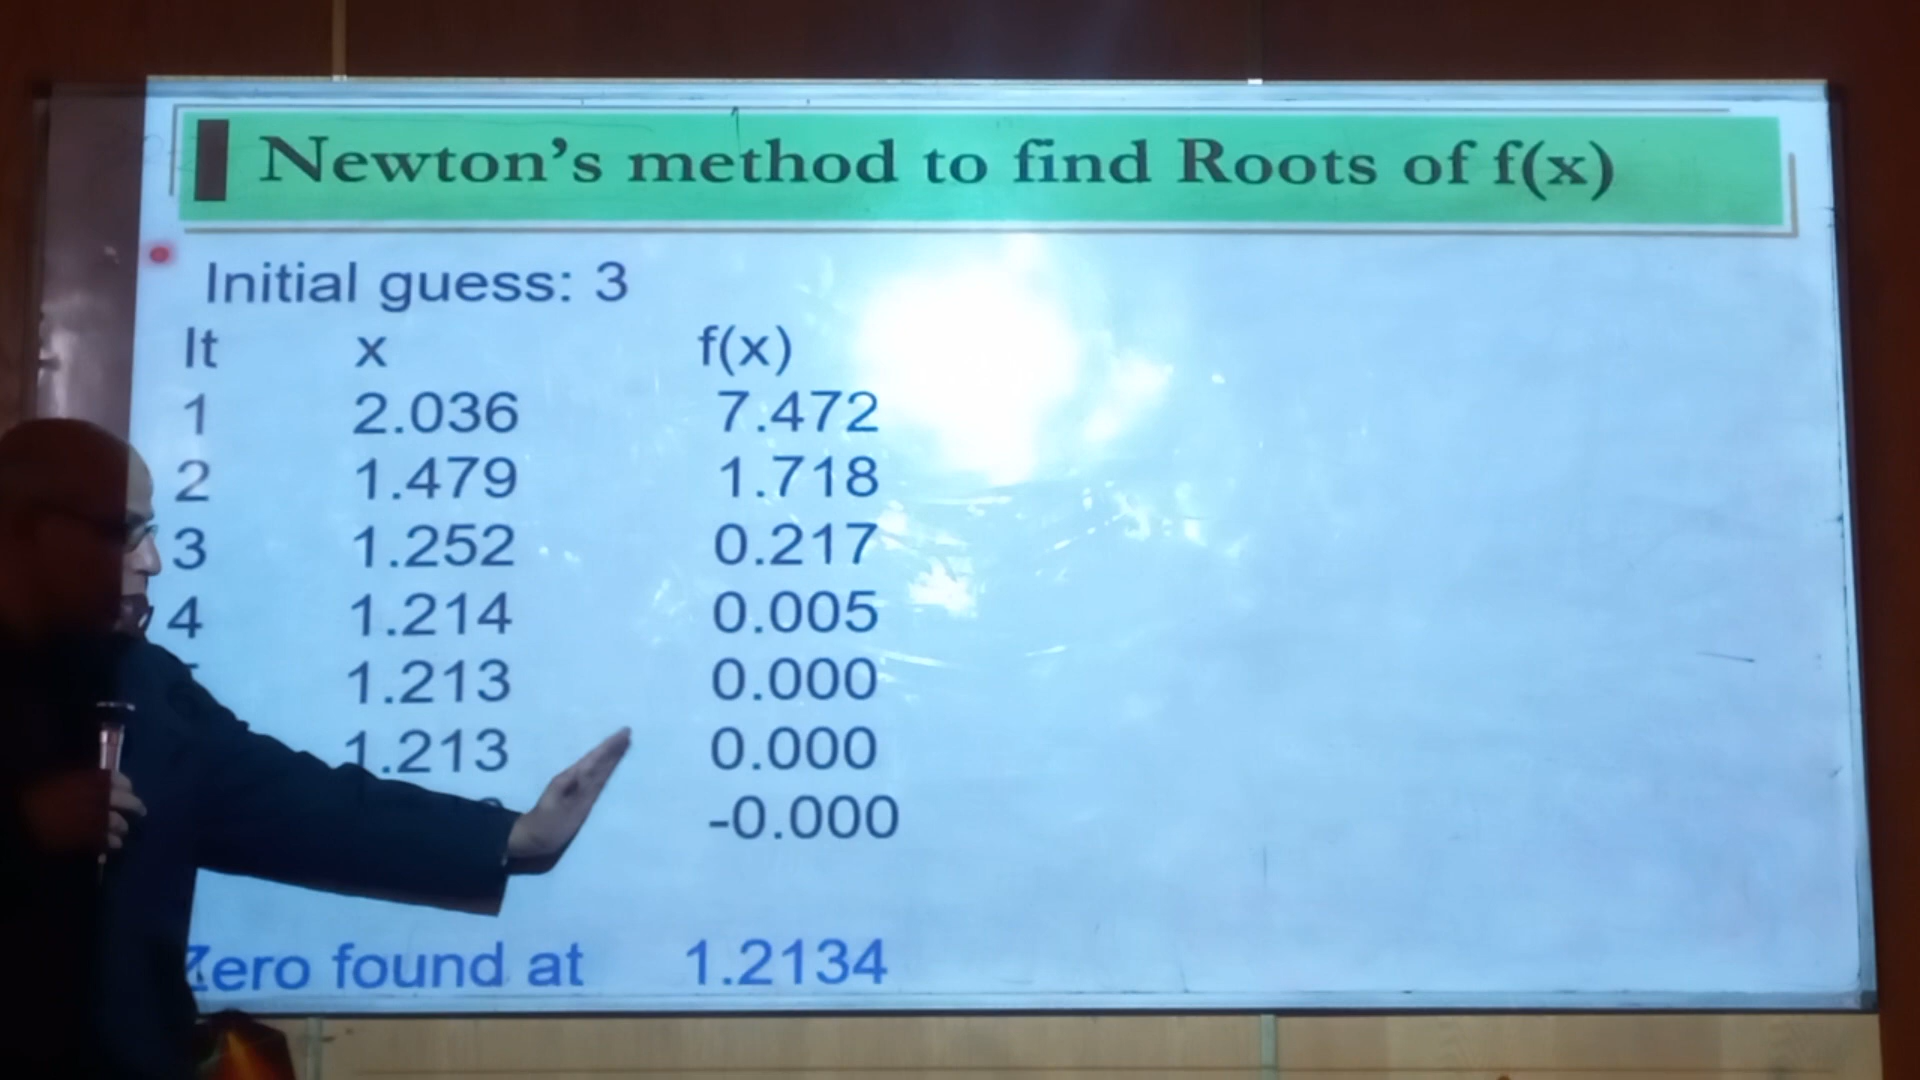 Newton's method to find Roots of f(x)
Initial guess: 3
It x f(x)
1 2.036 7.472
2 1.479 1.718
3 1.252 0.217
4 1.214 0.005
1.213 0.000
1.213 0.000
-0.000
Zero found at 1.2134